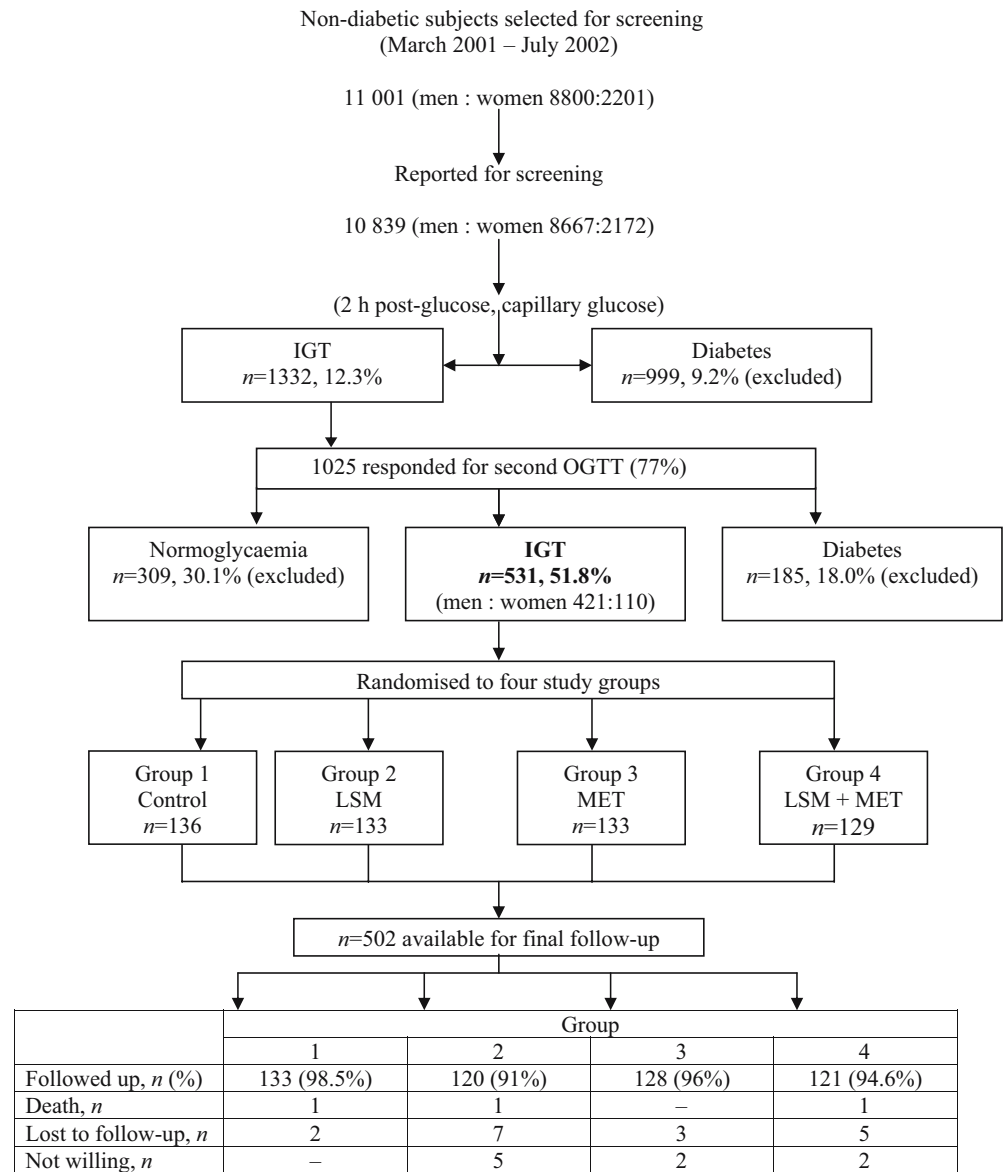 Non-diabetic subjects selected for screening
(March 2001 – July 2002)
11 001 (men : women 8800:2201)
Reported for screening
10 839 (men : women 8667:2172)
(2 h post-glucose, capillary glucose)
IGT
n=1332, 12.3%
Diabetes
n=999, 9.2% (excluded)
1025 responded for second OGTT (77%)
Normoglycaemia
n=309, 30.1% (excluded)
IGT
n=531, 51.8%
(men : women 421:110)
Diabetes
n=185, 18.0% (excluded)
Randomised to four study groups
Group 1
Control
n=136
Group 2
LSM
n=133
Group 3
MET
n=133
Group 4
LSM + MET
n=129
n=502 available for final follow-up
Group
1 2 3 4
Followed up, n (%) 133 (98.5%) 120 (91%) 128 (96%) 121 (94.6%)
Death, n 1 1 – 1
Lost to follow-up, n 2 7 3 5
Not willing, n – 5 2 2